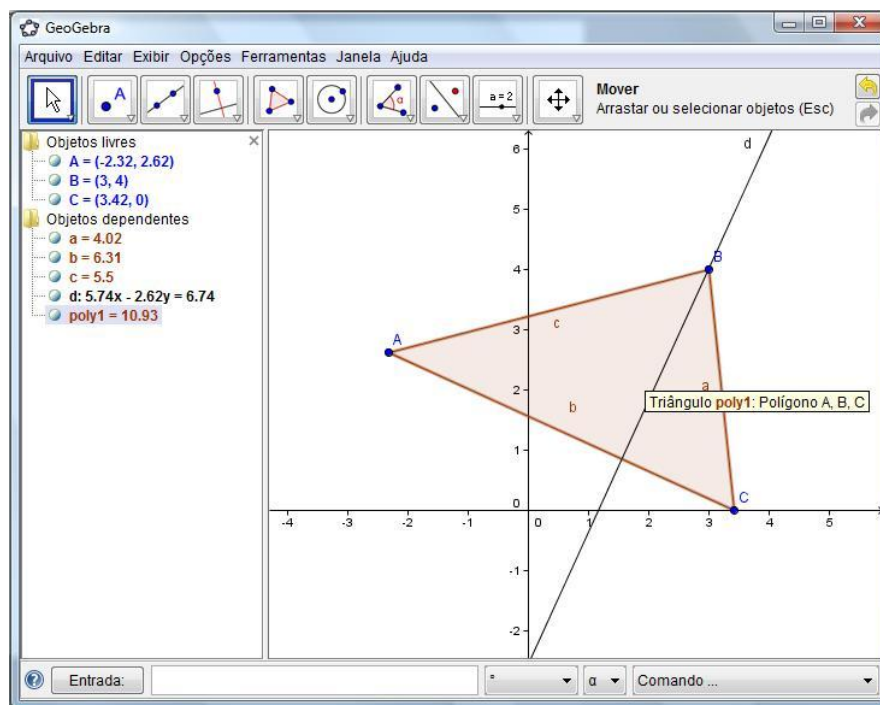 GeoGebra
Arquivo Editar Exibir Opções Ferramentas Janela Ajuda
A
α
a = 2
Mover
Arrastar ou selecionar objetos (Esc)
Objetos livres
A = (-2.32, 2.62)
B = (3, 4)
C = (3.42, 0)
Objetos dependentes
a = 4.02
b = 6.31
c = 5.5
d: 5.74x - 2.62y = 6.74
poly1 = 10.93
6
d
5
4
B
3
c
A
2
a
Triângulo poly1: Polígono A, B, C
b
1
0
C
-4 -3 -2 -1 0 1 2 3 4 5
-1
-2
Entrada:
°
α
Comando ...